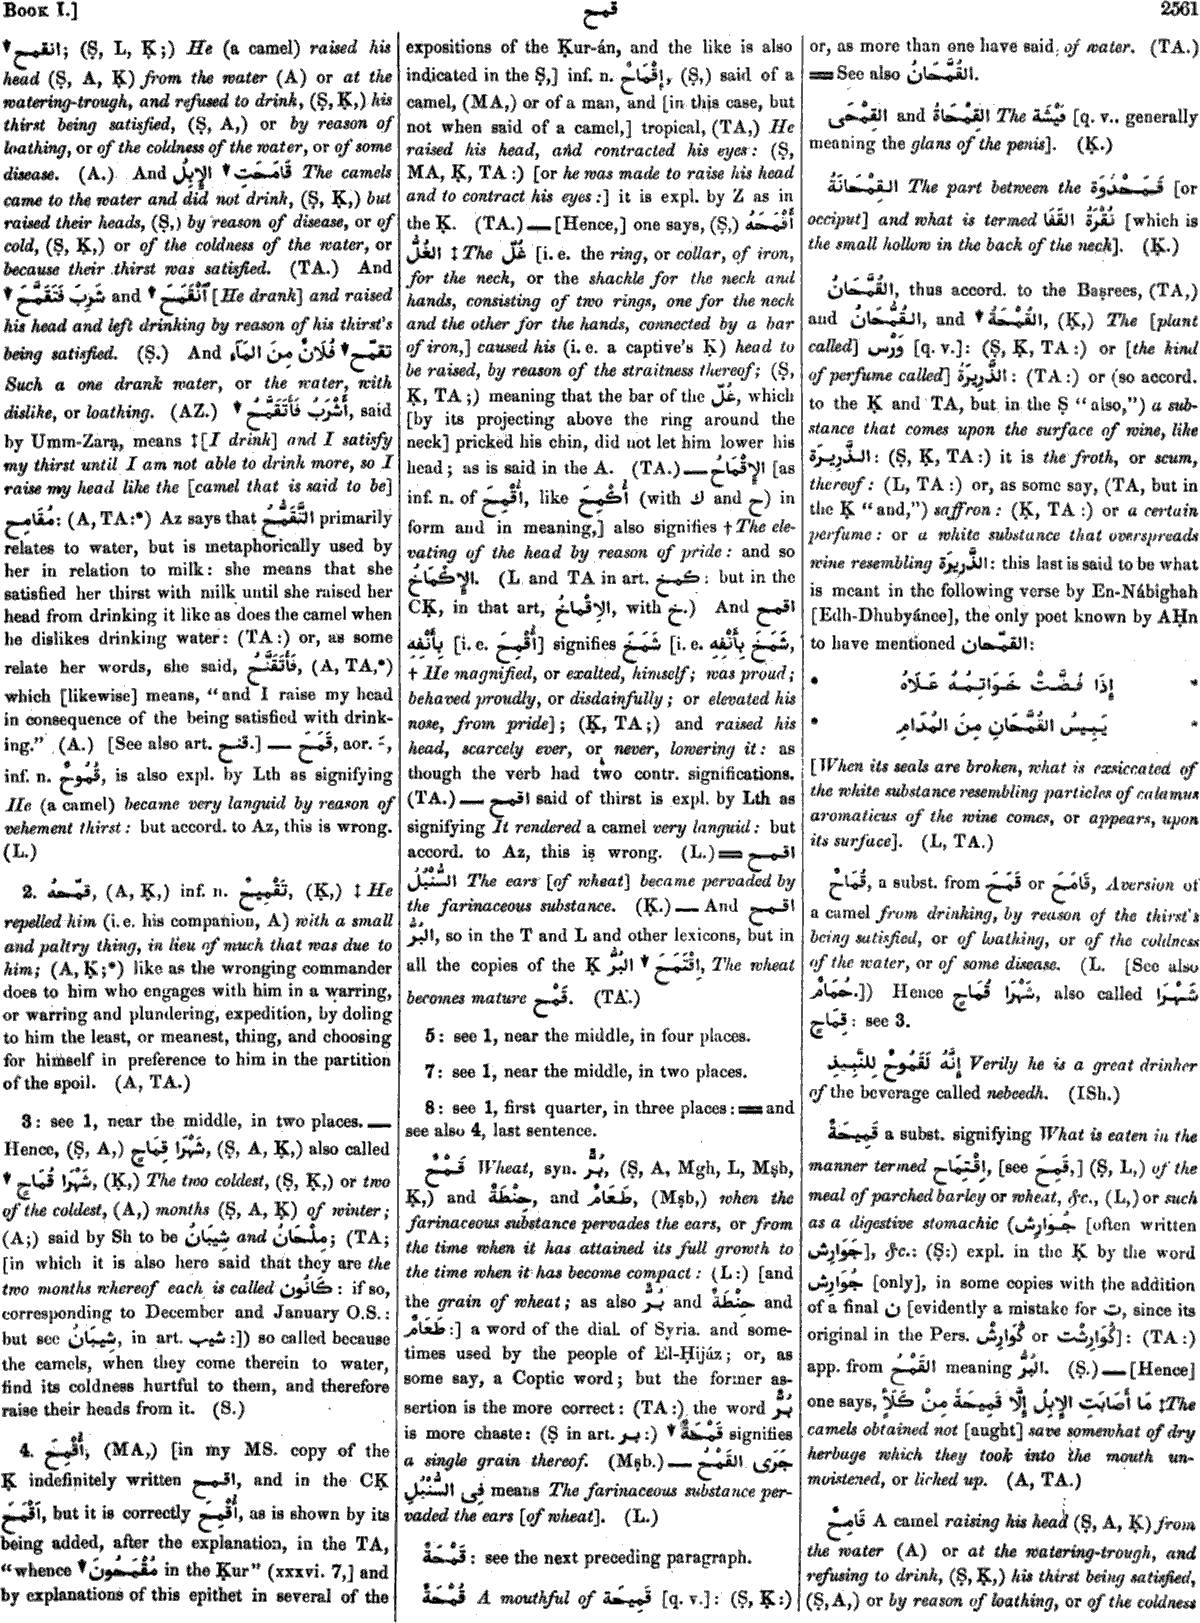 Book I.]
قمح
2561
▼انقمح; (Ṣ, L, Ḳ;) He (a camel) raised his
head (Ṣ, A, Ḳ) from the water (A) or at the
watering-trough, and refused to drink, (Ṣ, Ḳ,) his
thirst being satisfied, (Ṣ, A,) or by reason of
loathing, or of the coldness of the water, or of some
disease. (A.) And قَامَحَتِ▼ الإِبِلُ The camels
came to the water and did not drink, (Ṣ, Ḳ,) but
raised their heads, (Ṣ,) by reason of disease, or of
cold, (Ṣ, Ḳ,) or of the coldness of the water, or
because their thirst was satisfied. (TA.) And
شَرِبَ فَتَقَمَّحَ▼ and ▼ٱنْقَمَحَ [He drank] and raised
his head and left drinking by reason of his thirst's
being satisfied. (Ṣ.) And تقمّح▼ فُلَانٌ مِنَ المَآءِ
Such a one drank water, or the water, with
dislike, or loathing. (AZ.) ▼أَشْرَبُ فَأَتَقَمَّحُ, said
by Umm-Zarạ, means ‡[I drink] and I satisfy
my thirst until I am not able to drink more, so I
raise my head like the [camel that is said to be]
مُقَامِح: (A, TA:*) Az says that التَّقَمُّحُ primarily
relates to water, but is metaphorically used by
her in relation to milk: she means that she
satisfied her thirst with milk until she raised her
head from drinking it like as does the camel when
he dislikes drinking water: (TA:) or, as some
relate her words, she said, فَأَتَقَنَّحُ, (A, TA,*)
which [likewise] means, "and I raise my head
in consequence of the being satisfied with drink-
ing." (A.) [See also art. قنح.] — قَمَحَ, aor. ـَ,
inf. n. قُمُوحٌ, is also expl. by Lth as signifying
He (a camel) became very languid by reason of
vehement thirst: but accord. to Az, this is wrong.
(L.)
2. قمّحهُ, (A, Ḳ,) inf. n. تَقْمِيحٌ, (Ḳ,) ‡ He
repelled him (i. e. his companion, A) with a small
and paltry thing, in lieu of much that was due to
him; (A, Ḳ;*) like as the wronging commander
does to him who engages with him in a warring,
or warring and plundering, expedition, by doling
to him the least, or meanest, thing, and choosing
for himself in preference to him in the partition
of the spoil. (A, TA.)
3: see 1, near the middle, in two places. —
Hence, (Ṣ, A,) شَهْرَا قِمَاحٍ, (Ṣ, A, Ḳ,) also called
▼شَهْرَا قُمَاحٍ, (Ḳ,) The two coldest, (Ṣ, Ḳ,) or two
of the coldest, (A,) months (Ṣ, A, Ḳ) of winter;
(A;) said by Sh to be شِيبَانُ and مِلْحَانُ; (TA;
[in which it is also here said that they are the
two months whereof each is called كَانُون: if so,
corresponding to December and January O.S.:
but see شِيبَانُ, in art. شيب:]) so called because
the camels, when they come therein to water,
find its coldness hurtful to them, and therefore
raise their heads from it. (Ṣ.)
4. أُقْمِحَ, (MA,) [in my MS. copy of the
Ḳ indefinitely written اقمح, and in the CḲ
أَقْمَحَ, but it is correctly أُقْمِحَ, as is shown by its
being added, after the explanation, in the TA,
"whence ▼مُقْمَحُونَ in the Ḳur" (xxxvi. 7,] and
by explanations of this epithet in several of the
expositions of the Ḳur-án, and the like is also
indicated in the Ṣ,] inf. n. إِقْمَاحٌ, (Ṣ,) said of a
camel, (MA,) or of a man, and [in this case, but
not when said of a camel,] tropical, (TA,) He
raised his head, and contracted his eyes: (Ṣ,
MA, Ḳ, TA:) [or he was made to raise his head
and to contract his eyes:] it is expl. by Z as in
the Ḳ. (TA.) — [Hence,] one says, (Ṣ,) أَقْمَحَهُ
الغُلُّ ‡ The غُلّ [i. e. the ring, or collar, of iron,
for the neck, or the shackle for the neck and
hands, consisting of two rings, one for the neck
and the other for the hands, connected by a bar
of iron,] caused his (i. e. a captive's Ḳ) head to
be raised, by reason of the straitness thereof; (Ṣ,
Ḳ, TA;) meaning that the bar of the غُلّ, which
[by its projecting above the ring around the
neck] pricked his chin, did not let him lower his
head; as is said in the A. (TA.) — الإِقْمَاحُ [as
inf. n. of أُقْمِحَ, like أُكْمِحَ (with ك and ح) in
form and in meaning,] also signifies † The ele-
vating of the head by reason of pride: and so
الإِكْمَاحُ. (L and TA in art. كمح: but in the
CḲ, in that art, الإِقْمَاخُ, with خ.) And اقمح
بِأَنْفِهِ [i. e. أُقْمِحَ] signifies شَمَخَ [i. e. شَمَخَ بِأَنْفِهِ,
† He magnified, or exalted, himself; was proud;
behaved proudly, or disdainfully; or elevated his
nose, from pride]; (Ḳ, TA;) and raised his
head, scarcely ever, or never, lowering it: as
though the verb had two contr. significations.
(TA.) — اقمح said of thirst is expl. by Lth as
signifying It rendered a camel very languid: but
accord. to Az, this is wrong. (L.) ══ اقمح
السُّنْبُلُ The ears [of wheat] became pervaded by
the farinaceous substance. (Ḳ.) — And اقمح
البُرُّ, so in the T and L and other lexicons, but in
all the copies of the Ḳ اقْتَمَحَ▼ البُرُّ, The wheat
becomes mature قَمْح. (TA.)
5: see 1, near the middle, in four places.
7: see 1, near the middle, in two places.
8: see 1, first quarter, in three places: ══ and
see also 4, last sentence.
قَمْحٌ Wheat, syn. بُرّ, (Ṣ, A, Mgh, L, Mṣb,
Ḳ,) and حِنْطَةٌ, and طَعَامٌ, (Mṣb,) when the
farinaceous substance pervades the ears, or from
the time when it has attained its full growth to
the time when it has become compact: (L:) [and
the grain of wheat; as also بُرٌّ and حِنْطَةٌ and
طَعَامٌ:] a word of the dial. of Syria. and some-
times used by the people of El-Ḥijáz; or, as
some say, a Coptic word; but the former as-
sertion is the more correct: (TA:) the word بُرٌّ
is more chaste: (Ṣ in art. بر:) ▼قَمْحَةٌ signifies
a single grain thereof. (Mṣb.) — جَرَى القَمْحُ
فِى السُّنْبُلِ means The farinaceous substance per-
vaded the ears [of wheat]. (L.)
قَمْحَةٌ: see the next preceding paragraph.
قُمْحَةٌ A mouthful of قَمِيحَة [q. v.]: (Ṣ, Ḳ:)
or, as more than one have said, of water. (TA.)
══ See also القُمَّحَانُ.
القِمْحَى and القِمْحَاةُ The فَيْشَة [q. v.. generally
meaning the glans of the penis]. (Ḳ.)
القَمْحَانَةُ The part between the قَمَحْدُوَة [or
occiput] and what is termed نُقْرَةُ القَفَا [which is
the small hollow in the back of the neck]. (Ḳ.)
القُمَّحَانُ, thus accord. to the Baṣrees, (TA,)
and القُمُّحَانُ, and ▼القُمْحَةُ, (Ḳ,) The [plant
called] وَرْس [q. v.]: (Ṣ, Ḳ, TA:) or [the kind
of perfume called] الذَّرِيرَةُ: (TA:) or (so accord.
to the Ḳ and TA, but in the Ṣ "also,") a sub-
stance that comes upon the surface of wine, like
الذَّرِيرَة: (Ṣ, Ḳ, TA:) it is the froth, or scum,
thereof: (L, TA:) or, as some say, (TA, but in
the Ḳ "and,") saffron: (Ḳ, TA:) or a certain
perfume: or a white substance that overspreads
wine resembling الذَّرِيرَة: this last is said to be what
is meant in the following verse by En-Nábighah
[Edh-Dhubyánee], the only poet known by AḤn
to have mentioned القمّحان:
* إِذَا فُضَّتْ خَوَاتِمُهُ عَلَاهُ *
* يَبِيسُ القُمَّحَانِ مِنَ المُدَامِ *
[When its seals are broken, what is exsiccated of
the white substance resembling particles of calamus
aromaticus of the wine comes, or appears, upon
its surface]. (L, TA.)
قُمَاحٌ, a subst. from قَمَحَ or قَامَحَ, Aversion of
a camel from drinking, by reason of the thirst's
being satisfied, or of loathing, or of the coldness
of the water, or of some disease. (L. [See also
حُمَامٌ.]) Hence شَهْرَا قُمَاحٍ, also called شَهْرَا
قِمَاحٍ: see 3.
إِنَّهُ لَقَمُوحٌ لِلنَّبِيذِ Verily he is a great drinker
of the beverage called nebeedh. (ISh.)
قَمِيحَةٌ a subst. signifying What is eaten in the
manner termed اقْتِمَاح, [see قَمِحَ,] (Ṣ, L,) of the
meal of parched barley or wheat, &c., (L,) or such
as a digestive stomachic (جُوارِش [often written
جَوَارِش], &c.: (Ṣ:) expl. in the Ḳ by the word
جُوَارِش [only], in some copies with the addition
of a final ن [evidently a mistake for ت, since its
original in the Pers. گُوَارِشْ or گُوَارِشْت]: (TA:)
app. from القَمْحُ meaning البُرُّ. (Ṣ.) — [Hence]
one says, مَا أَصَابَتِ الإِبِلُ إِلَّا قَمِيحَةً مِنْ كَلَأٍ ‡ The
camels obtained not [aught] save somewhat of dry
herbage which they took into the mouth un-
moistened, or licked up. (A, TA.)
قَامِحٌ A camel raising his head (Ṣ, A, Ḳ) from
the water (A) or at the watering-trough, and
refusing to drink, (Ṣ, Ḳ,) his thirst being satisfied,
(Ṣ, A,) or by reason of loathing, or of the coldness